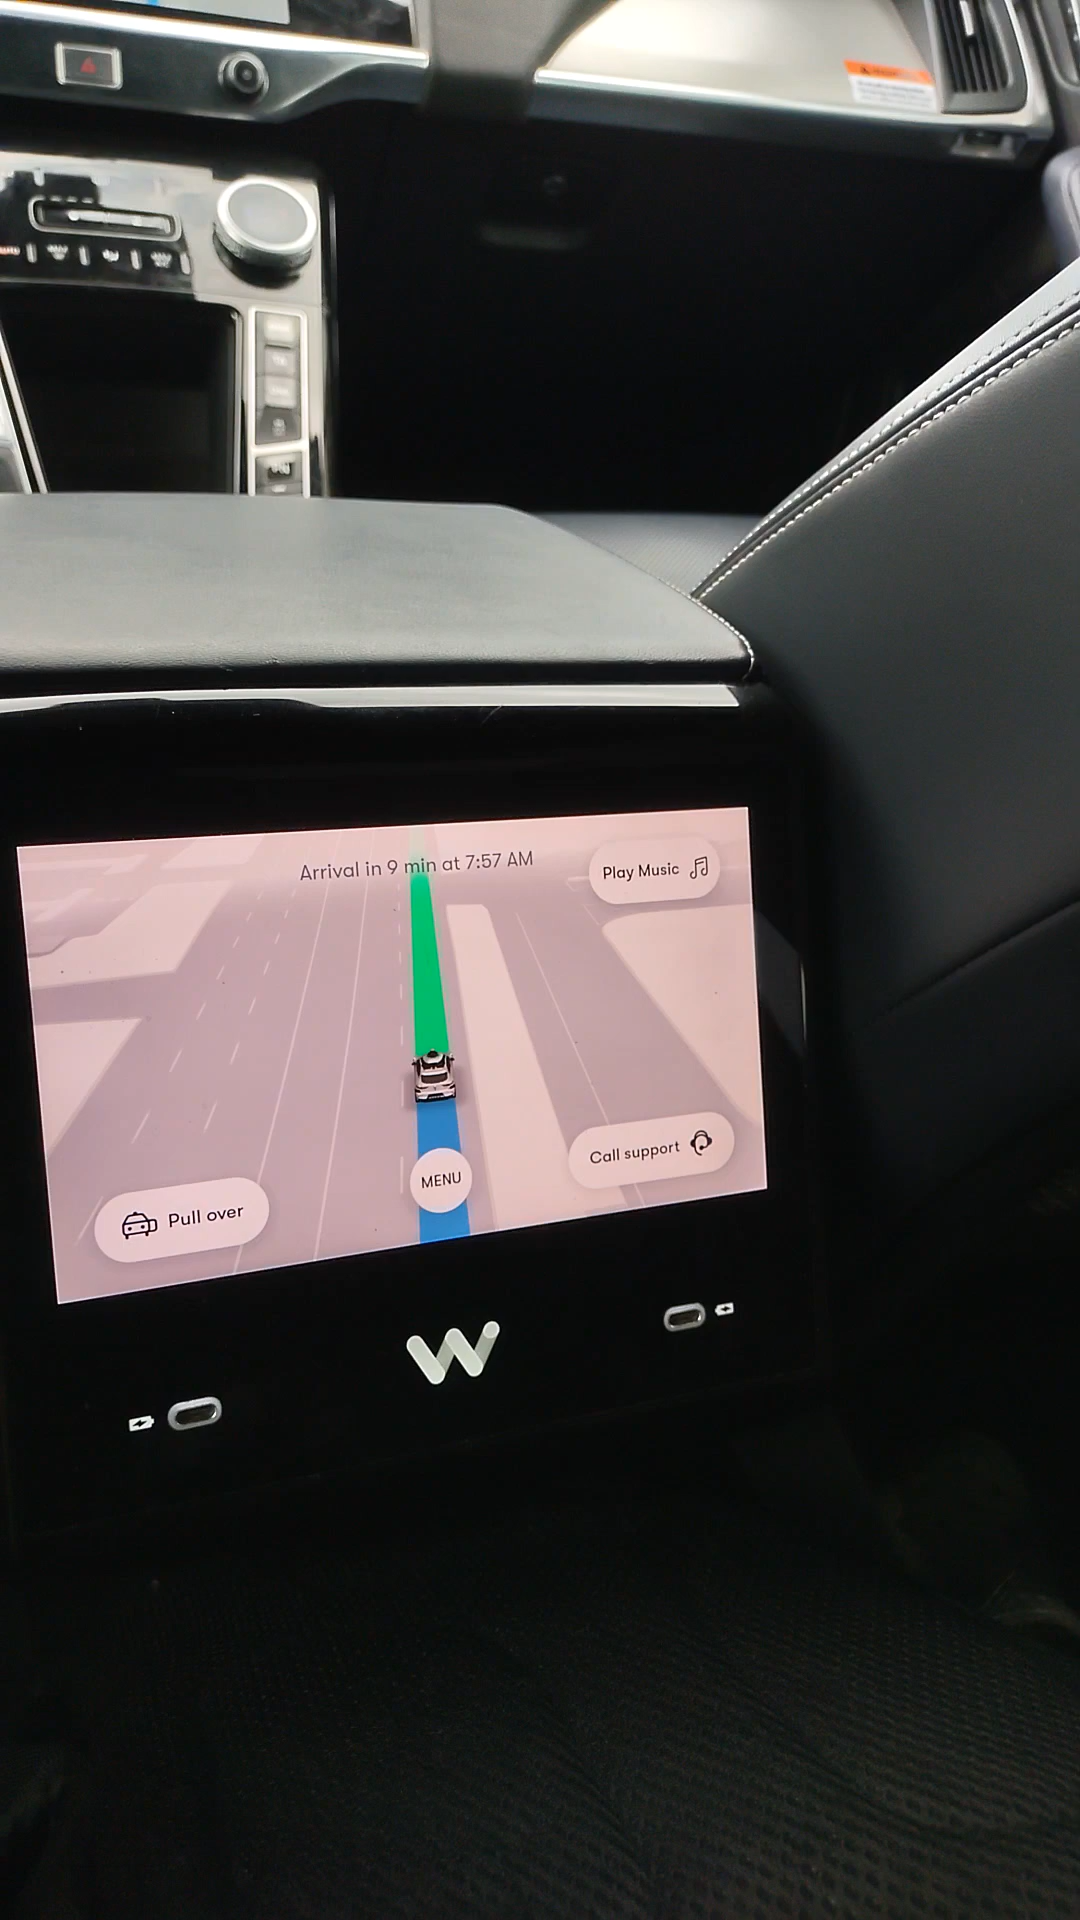 Arrival in 9 min at 7:57 AM
Play Music
Call support
MENU
Pull over